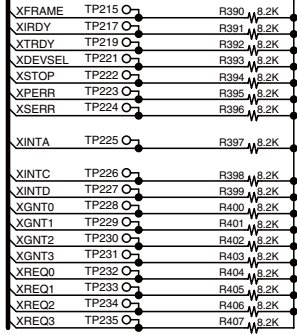 XFRAME TP215 R390 8.2K
XIRDY TP217 R391 8.2K
XTRDY TP219 R392 8.2K
XDEVSEL TP221 R393 8.2K
XSTOP TP222 R394 8.2K
XPERR TP223 R395 8.2K
XSERR TP224 R396 8.2K
XINTA TP225 R397 8.2K
XINTC TP226 R398 8.2K
XINTD TP227 R399 8.2K
XGNT0 TP228 R400 8.2K
XGNT1 TP229 R401 8.2K
XGNT2 TP230 R402 8.2K
XGNT3 TP231 R403 8.2K
XREQ0 TP232 R404 8.2K
XREQ1 TP233 R405 8.2K
XREQ2 TP234 R406 8.2K
XREQ3 TP235 R407 8.2K